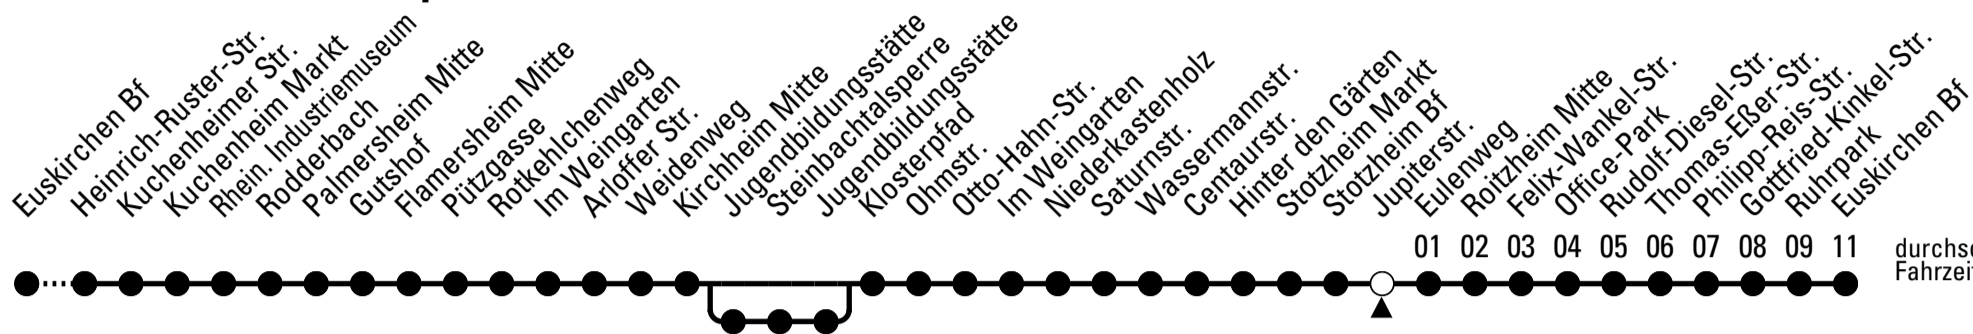 Euskirchen Bf
Heinrich-Ruster-Str.
Kuchenheimer Str.
Kuchenheim Markt
Rhein. Industriemuseum
Rodderbach
Palmersheim Mitte
Gutshof
Flamersheim Mitte
Pützgasse
Rotkehlchenweg
Im Weingarten
Arloffer Str.
Weidenweg
Kirchheim Mitte
Jugendbildungsstätte
Steinbachtalsperre
Jugendbildungsstätte
Klosterpfad
Ohmstr.
Otto-Hahn-Str.
Im Weingarten
Niederkastenholz
Saturnstr.
Wassermannstr.
Centaurstr.
Hinter den Gärten
Stotzheim Markt
Stotzheim Bf
Jupiterstr.
Eulenweg
Roitzheim Mitte
Felix-Wankel-Str.
Office-Park
Rudolf-Diesel-Str.
Thomas-Eßer-Str.
Philipp-Reis-Str.
Gottfried-Kinkel-Str.
Ruhrpark
Euskirchen Bf
01 02 03 04 05 06 07 08 09 11